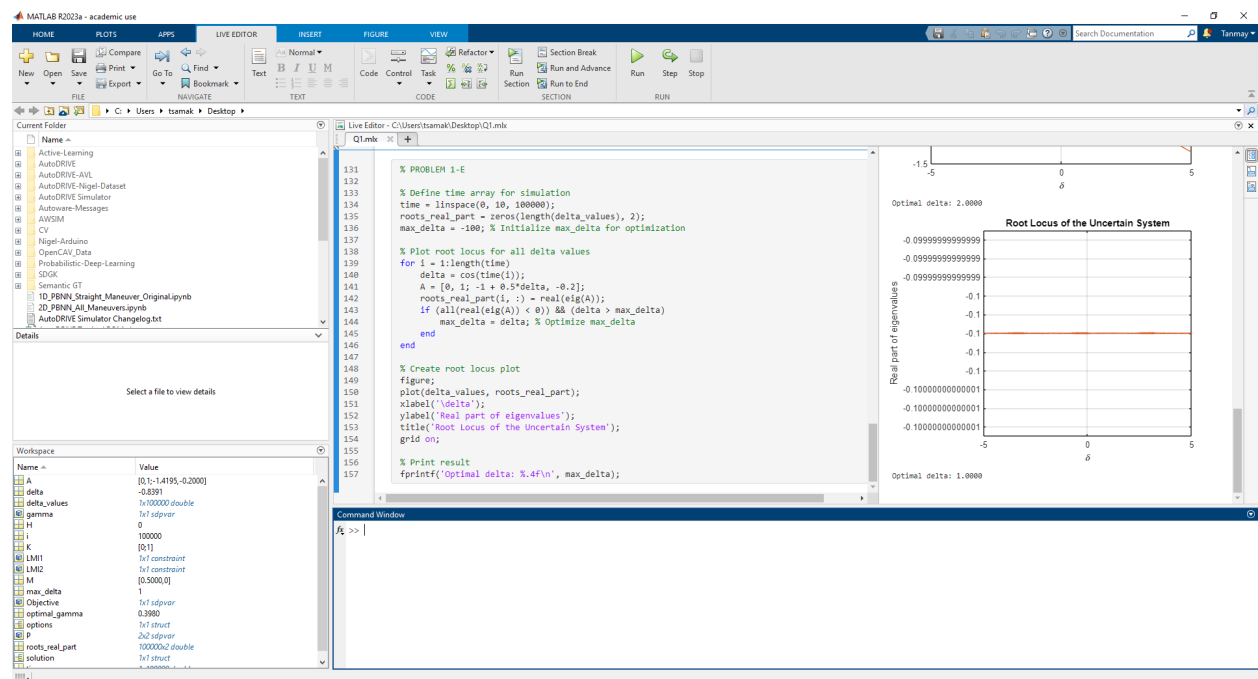 MATLAB R2023a - academic use
HOME PLOTS APPS LIVE EDITOR INSERT FIGURE VIEW
Search Documentation Tanmay
New Open Save Compare Print Export
Go To Find Bookmark
Text Aa Normal B I U M
Code Control Task Refactor
Run Section Section Break Run and Advance Run to End
Run Step Stop
FILE NAVIGATE TEXT CODE SECTION RUN
C: Users tsamak Desktop
Current Folder
Name
Active-Learning
AutoDRIVE
AutoDRIVE-AVL
AutoDRIVE-Nigel-Dataset
AutoDRIVE Simulator
Autoware-Messages
AWSIM
CV
Nigel-Arduino
OpenCAV_Data
Probabilistic-Deep-Learning
SDGK
Semantic GT
1D_PBNN_Straight_Maneuver_Original.ipynb
2D_PBNN_All_Maneuvers.ipynb
AutoDRIVE Simulator Changelog.txt
Details
Select a file to view details
Workspace
Name Value
A [0,1;-1.4195,-0.2000]
delta -0.8391
delta_values 1x100000 double
gamma 1x1 sdpvar
H 0
i 100000
K [0;1]
LMI1 1x1 constraint
LMI2 1x1 constraint
M [0.5000,0]
max_delta 1
Objective 1x1 sdpvar
optimal_gamma 0.3980
options 1x1 struct
P 2x2 sdpvar
roots_real_part 100000x2 double
solution 1x1 struct
Live Editor - C:\Users\tsamak\Desktop\Q1.mlx
Q1.mlx
131 % PROBLEM 1-E
132
133 % Define time array for simulation
134 time = linspace(0, 10, 100000);
135 roots_real_part = zeros(length(delta_values), 2);
136 max_delta = -100; % Initialize max_delta for optimization
137
138 % Plot root locus for all delta values
139 for i = 1:length(time)
140 delta = cos(time(i));
141 A = [0, 1; -1 + 0.5*delta, -0.2];
142 roots_real_part(i, :) = real(eig(A));
143 if (all(real(eig(A)) < 0)) && (delta > max_delta)
144 max_delta = delta; % Optimize max_delta
145 end
146 end
147
148 % Create root locus plot
149 figure;
150 plot(delta_values, roots_real_part);
151 xlabel('\delta');
152 ylabel('Real part of eigenvalues');
153 title('Root Locus of the Uncertain System');
154 grid on;
155
156 % Print result
157 fprintf('Optimal delta: %.4f\n', max_delta);
-1.5
-5 0 5
δ
Optimal delta: 2.0000
Root Locus of the Uncertain System
Real part of eigenvalues
-0.09999999999999
-0.09999999999999
-0.09999999999999
-0.1
-0.1
-0.1
-0.1
-0.1
-0.10000000000001
-0.10000000000001
-0.10000000000001
-5 0 5
δ
Optimal delta: 1.0000
Command Window
fx >>